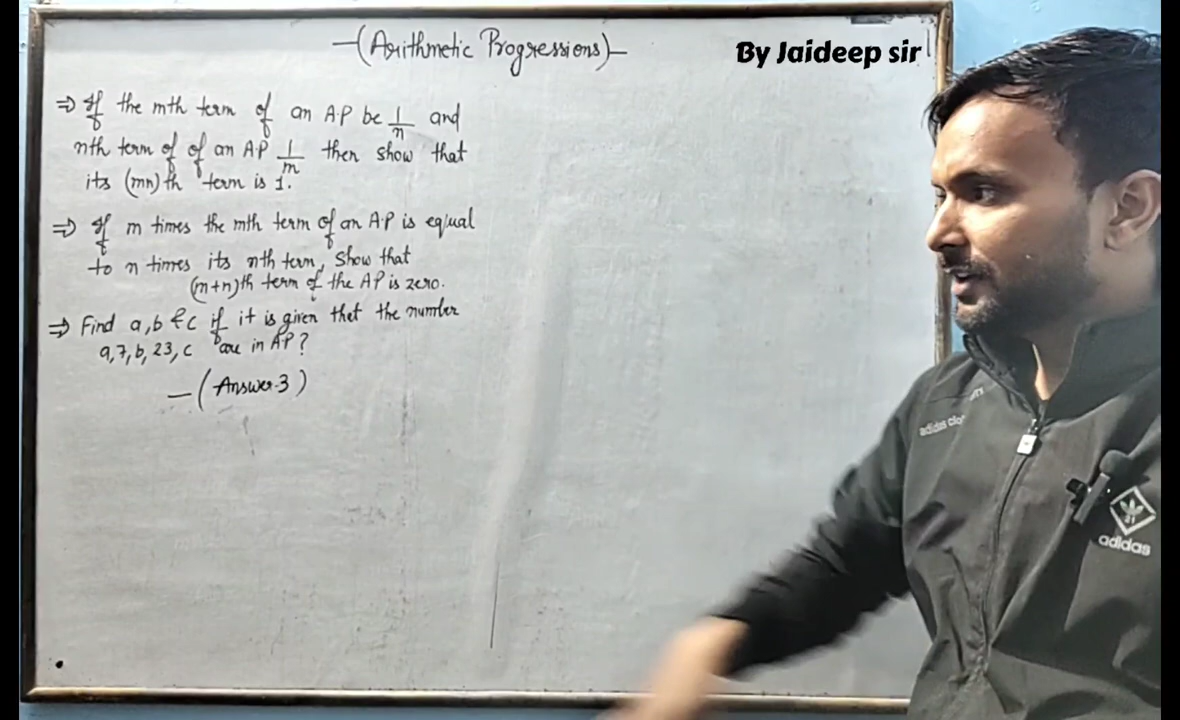 —(Arithmetic Progressions)—
By Jaideep sir
⇒ If the mth term of an A.P be 1/n and
nth term of of an A.P 1/m then show that
its (mn)th term is 1.
⇒ If m times the mth term of an A.P is equal
to n times its nth term, Show that
(m+n)th term of the AP is zero.
⇒ Find a, b & c if it is given that the number
a, 7, b, 23, c are in AP?
—(Answer.3)
adidas
adidas